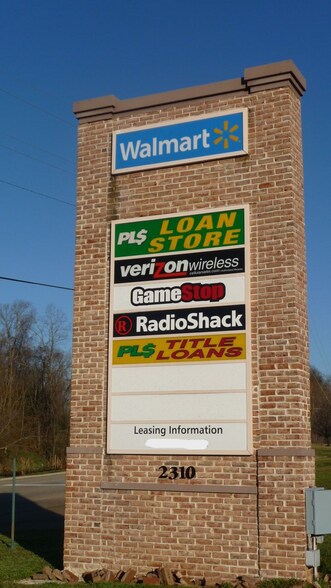 Walmart
PL$ LOAN
STORE
verizonwireless
GameStop
RadioShack
PL$ TITLE
LOANS
Leasing Information
2310